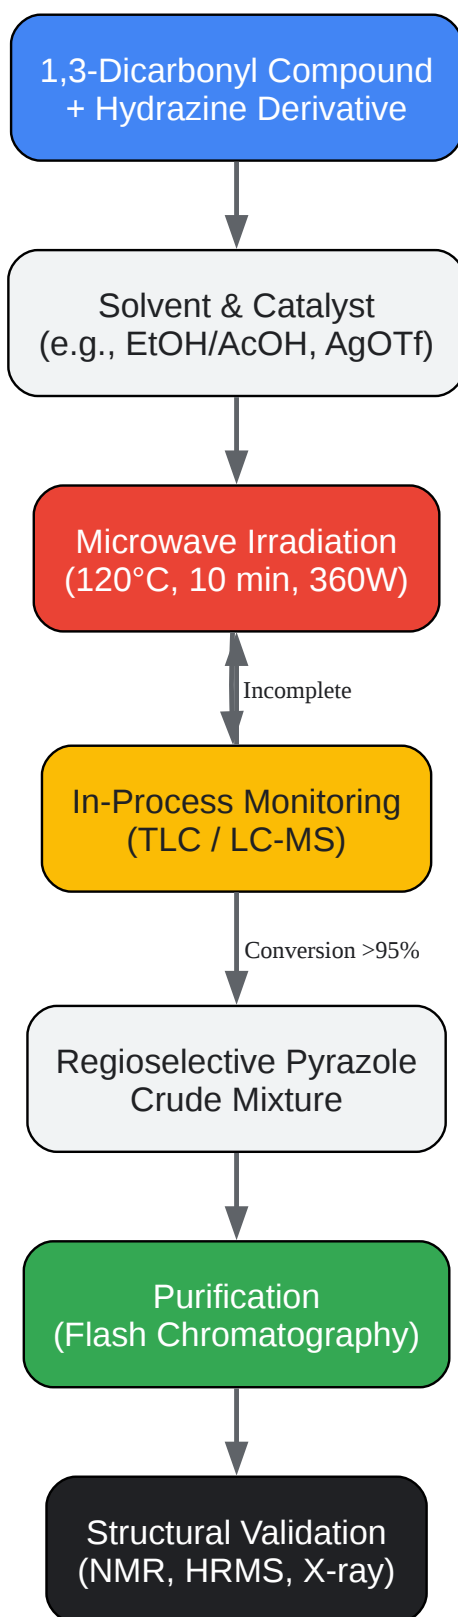 1,3-Dicarbonyl Compound
+ Hydrazine Derivative
Solvent & Catalyst
(e.g., EtOH/AcOH, AgOTf)
Microwave Irradiation
(120°C, 10 min, 360W)
Incomplete
In-Process Monitoring
(TLC / LC-MS)
Conversion >95%
Regioselective Pyrazole
Crude Mixture
Purification
(Flash Chromatography)
Structural Validation
(NMR, HRMS, X-ray)